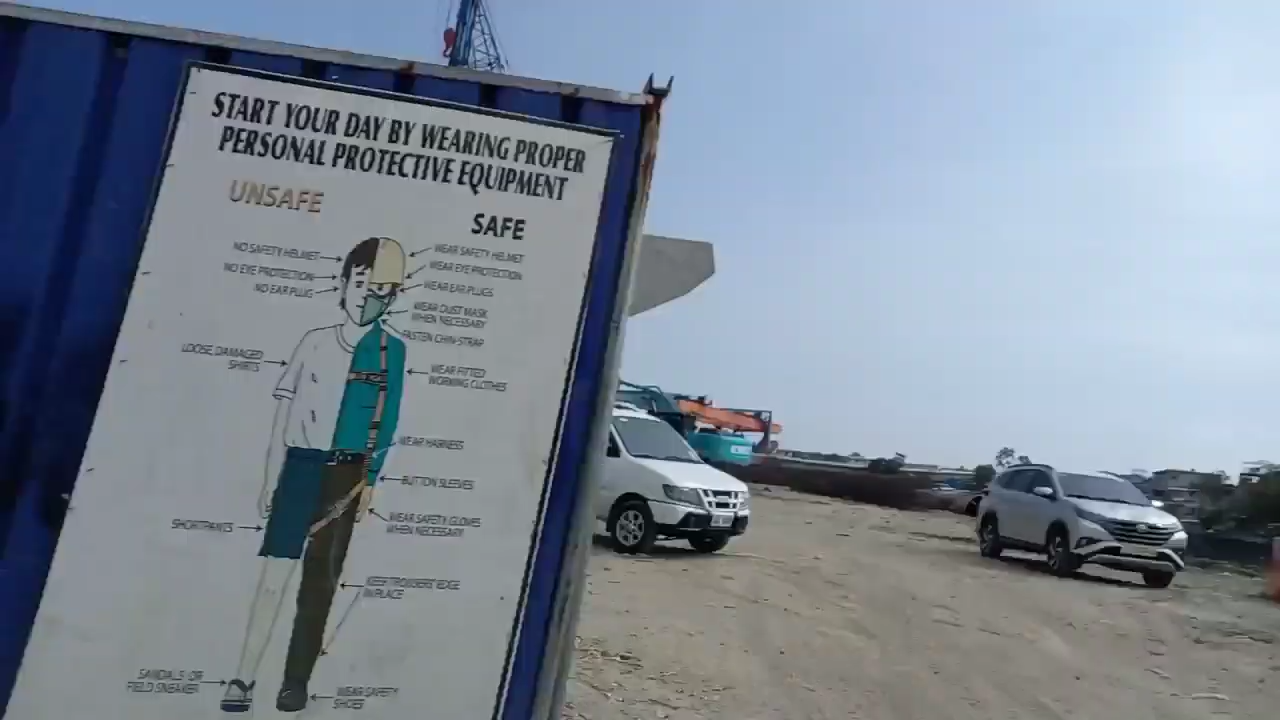 START YOUR DAY BY WEARING PROPER
PERSONAL PROTECTIVE EQUIPMENT
UNSAFE
SAFE
NO SAFETY HELMET
NO EYE PROTECTION
NO EAR PLUG
LOOSE, DAMAGED
SHIRTS
SHORTPANTS
SANDALS OR
FIELD SNEAKER
WEAR SAFETY HELMET
WEAR EYE PROTECTION
WEAR EAR PLUGS
WEAR DUST MASK
WHEN NECESSARY
FASTEN CHIN-STRAP
WEAR FITTED
WORKING CLOTHES
WEAR HARNESS
BUTTON SLEEVES
WEAR SAFETY GLOVES
WHEN NECESSARY
KEEP TROUSERS' EDGE
IN PLACE
WEAR SAFETY
SHOES